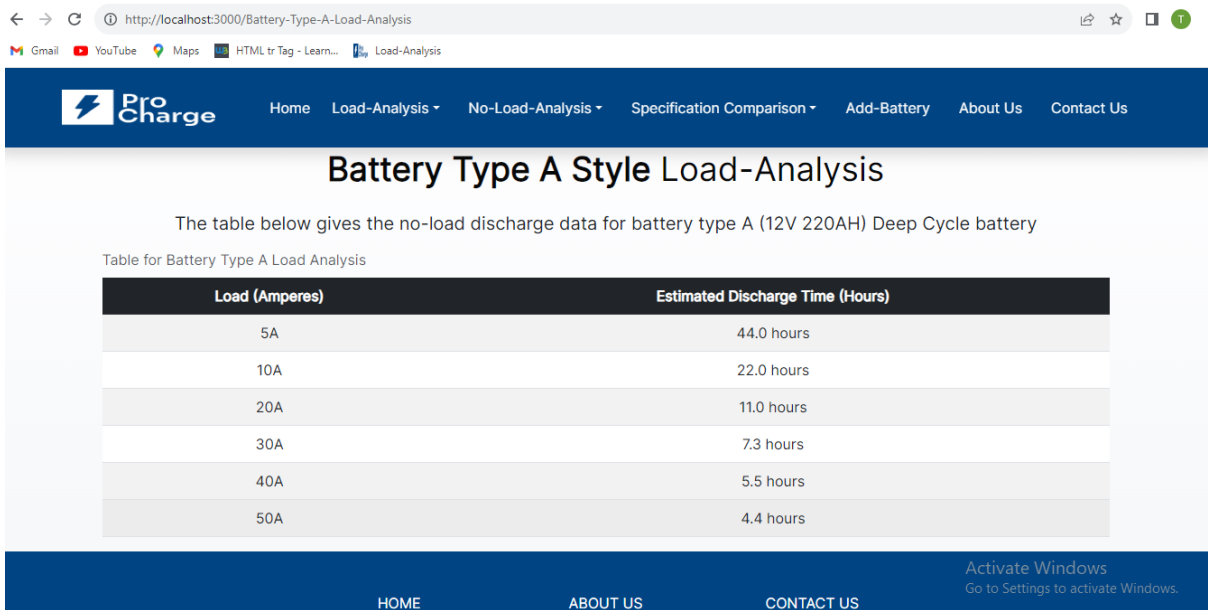 http://localhost:3000/Battery-Type-A-Load-Analysis
T
Gmail YouTube Maps HTML tr Tag - Learn... Load-Analysis
Pro Charge Home Load-Analysis No-Load-Analysis Specification Comparison Add-Battery About Us Contact Us
Battery Type A Style Load-Analysis
The table below gives the no-load discharge data for battery type A (12V 220AH) Deep Cycle battery
Table for Battery Type A Load Analysis
Load (Amperes) Estimated Discharge Time (Hours)
5A 44.0 hours
10A 22.0 hours
20A 11.0 hours
30A 7.3 hours
40A 5.5 hours
50A 4.4 hours
Activate Windows
Go to Settings to activate Windows.
HOME ABOUT US CONTACT US